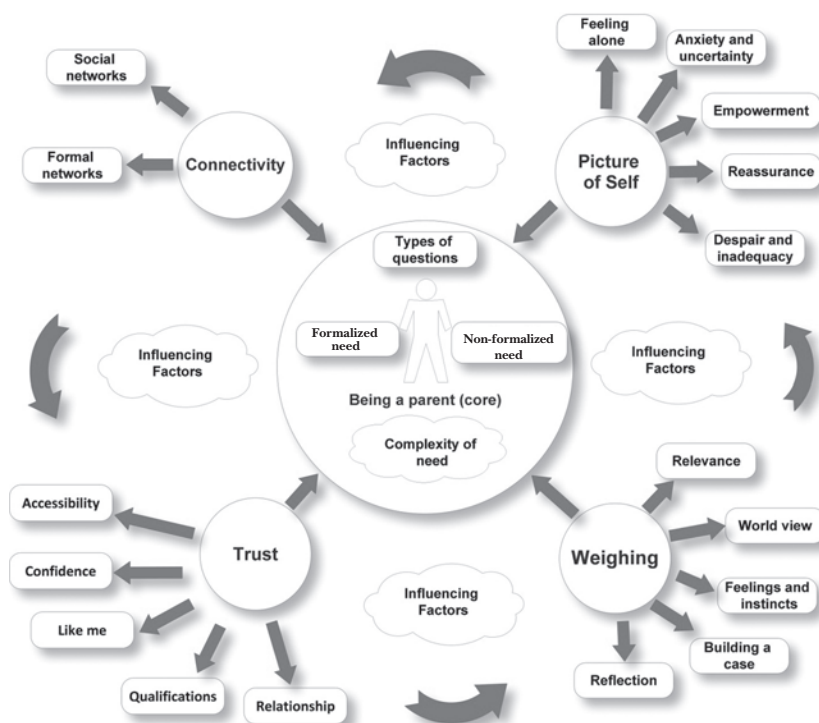 Social
networks
Formal
networks
Connectivity
Influencing
Factors
Feeling
alone
Anxiety and
uncertainty
Empowerment
Reassurance
Despair and
inadequacy
Picture
of Self
Types of
questions
Formalized
need
Non-formalized
need
Being a parent (core)
Complexity of
need
Influencing
Factors
Influencing
Factors
Accessibility
Confidence
Like me
Qualifications
Relationship
Trust
Influencing
Factors
Weighing
Relevance
World view
Feelings and
instincts
Building a
case
Reflection